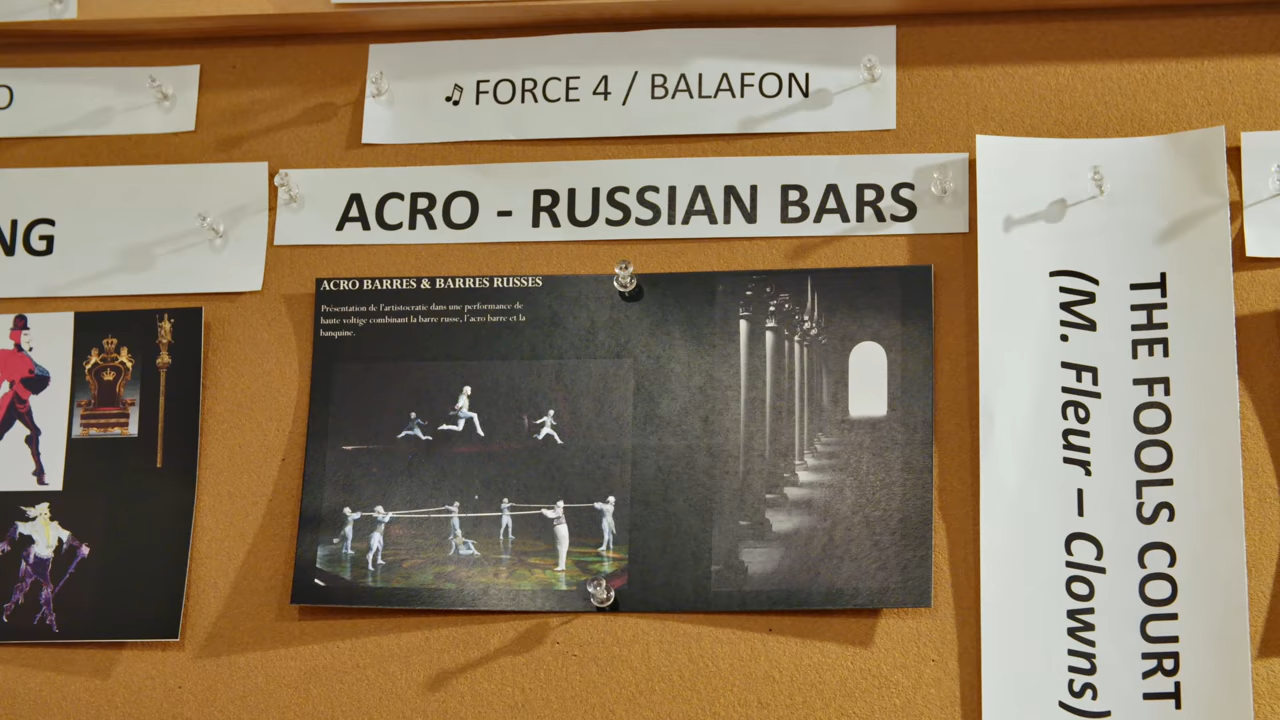 ♫ FORCE 4 / BALAFON
ACRO - RUSSIAN BARS
NG
ACRO BARRES & BARRES RUSSES
Présentation de l'artistocratie dans une performance de
haute voltige combinant la barre russe, l'acro barre et la
banquine.
THE FOOLS COURT
(M. Fleur – Clowns)